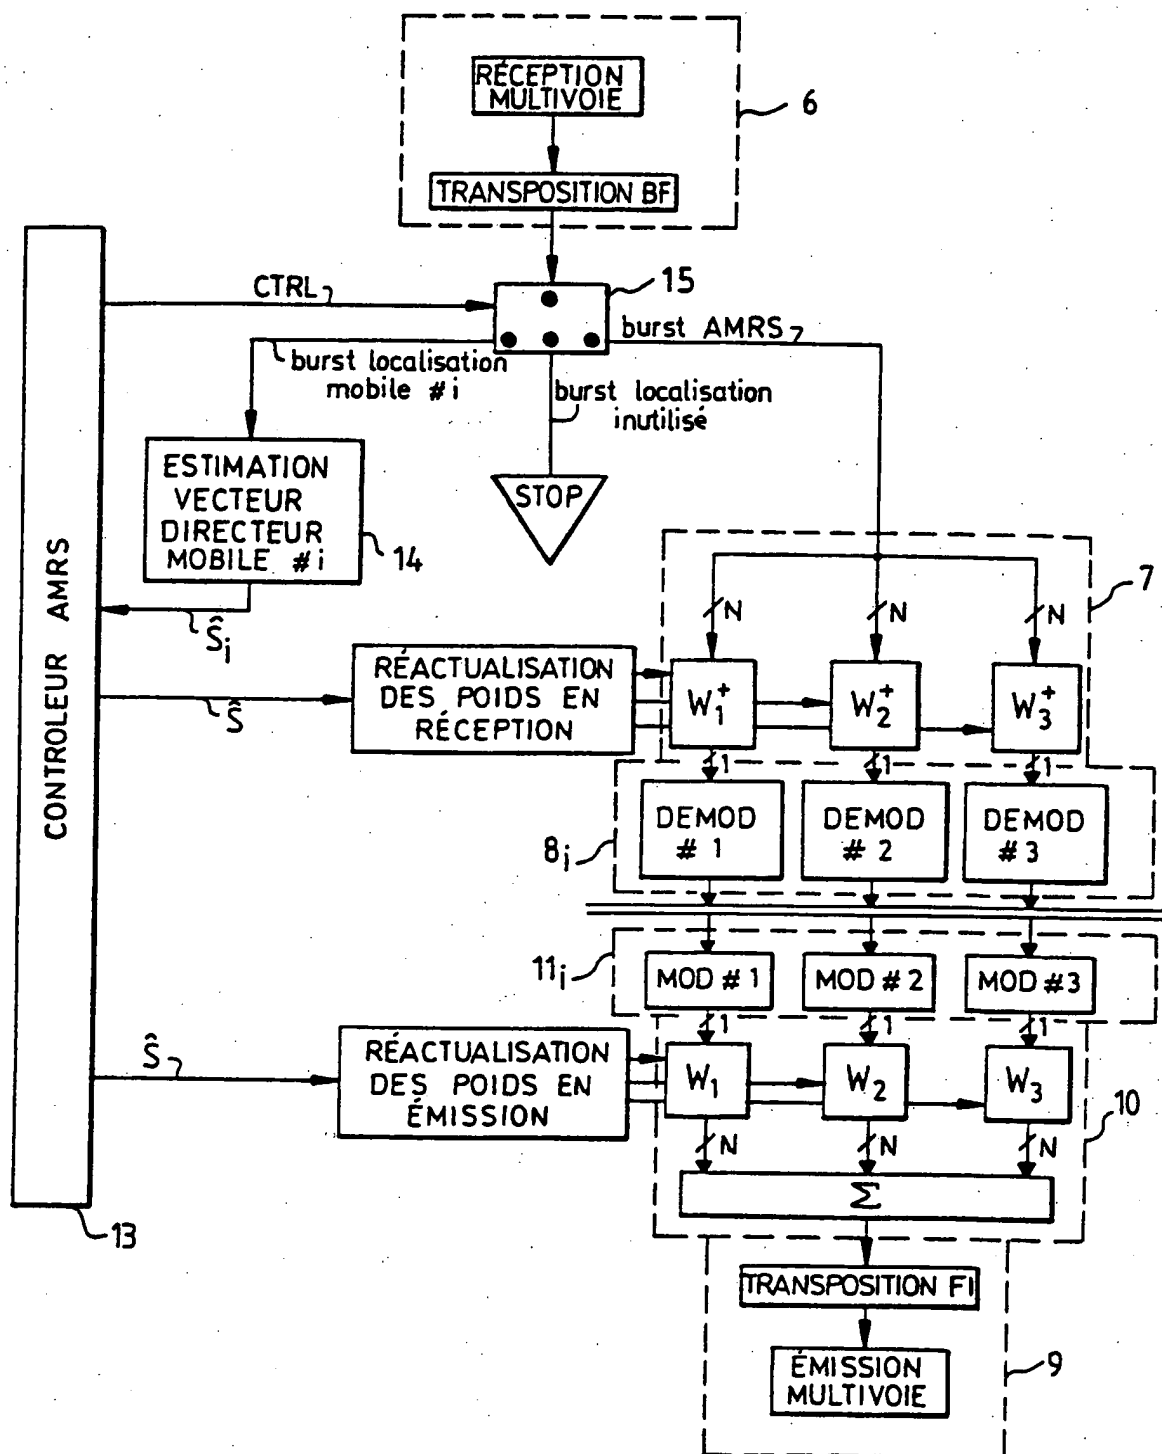 RÉCEPTION
MULTIVOIE
6
TRANSPOSITION BF
15
CTRL
burst AMRS
burst localisation
mobile #i
burst localisation
inutilisé
STOP
ESTIMATION
VECTEUR
DIRECTEUR
MOBILE #i
14
CONTROLEUR AMRS
Ŝi
7
N
N
N
RÉACTUALISATION
DES POIDS EN
RÉCEPTION
Ŝ
W1+
W2+
W3+
1
1
1
DEMOD
#1
DEMOD
#2
DEMOD
#3
8i
11i
MOD #1
MOD #2
MOD #3
1
1
1
Ŝ
RÉACTUALISATION
DES POIDS EN
ÉMISSION
W1
W2
W3
10
N
N
N
Σ
13
TRANSPOSITION FI
ÉMISSION
MULTIVOIE
9